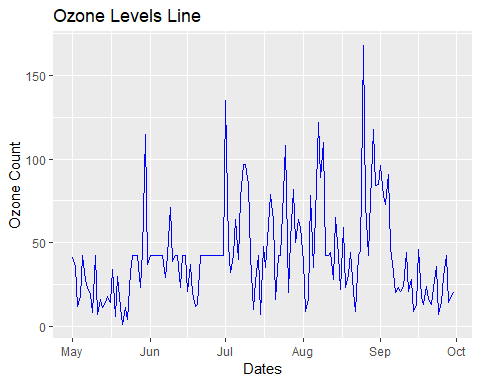 Ozone Levels Line
150
100
50
0
Ozone Count
May Jun Jul Aug Sep Oct
Dates